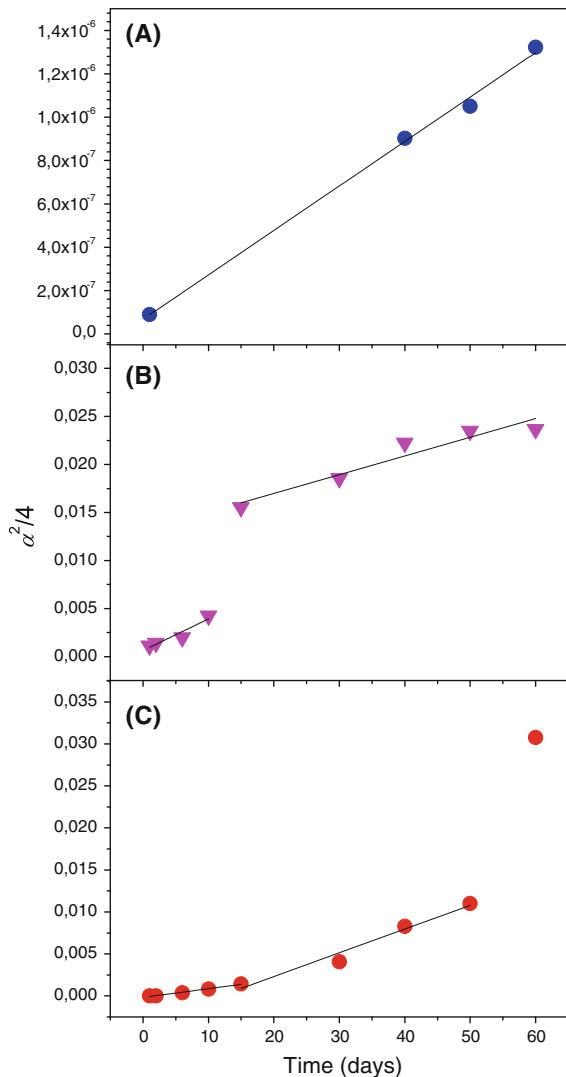 (A)
1,4x10⁻⁶
1,2x10⁻⁶
1,0x10⁻⁶
8,0x10⁻⁷
6,0x10⁻⁷
4,0x10⁻⁷
2,0x10⁻⁷
0,0
(B)
0,030
0,025
0,020
0,015
0,010
0,005
0,000
α²/4
(C)
0,035
0,030
0,025
0,020
0,015
0,010
0,005
0,000
0 10 20 30 40 50 60
Time (days)